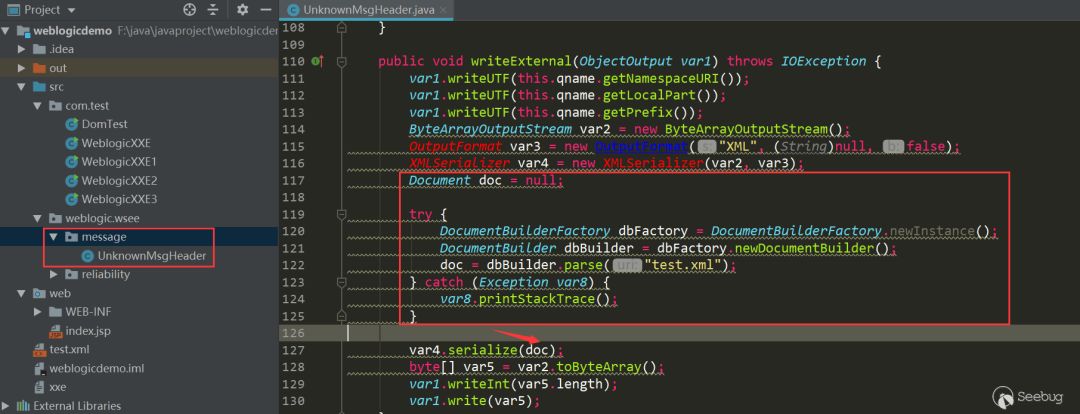 Project
weblogicdemo F:\java\javaproject\weblogicde
.idea
out
src
com.test
DomTest
WeblogicXXE
WeblogicXXE1
WeblogicXXE2
WeblogicXXE3
weblogic.wsee
message
UnknownMsgHeader
reliability
web
WEB-INF
index.jsp
test.xml
weblogicdemo.iml
xxe
External Libraries
UnknownMsgHeader.java
108 }
109
110 public void writeExternal(ObjectOutput var1) throws IOException {
111 var1.writeUTF(this.qname.getNamespaceURI());
112 var1.writeUTF(this.qname.getLocalPart());
113 var1.writeUTF(this.qname.getPrefix());
114 ByteArrayOutputStream var2 = new ByteArrayOutputStream();
115 OutputFormat var3 = new OutputFormat( s: "XML", (String)null, b: false);
116 XMLSerializer var4 = new XMLSerializer(var2, var3);
117 Document doc = null;
118
119 try {
120 DocumentBuilderFactory dbFactory = DocumentBuilderFactory.newInstance();
121 DocumentBuilder dbBuilder = dbFactory.newDocumentBuilder();
122 doc = dbBuilder.parse( uri: "test.xml");
123 } catch (Exception var8) {
124 var8.printStackTrace();
125 }
126
127 var4.serialize(doc);
128 byte[] var5 = var2.toByteArray();
129 var1.writeInt(var5.length);
130 var1.write(var5);
Seebug